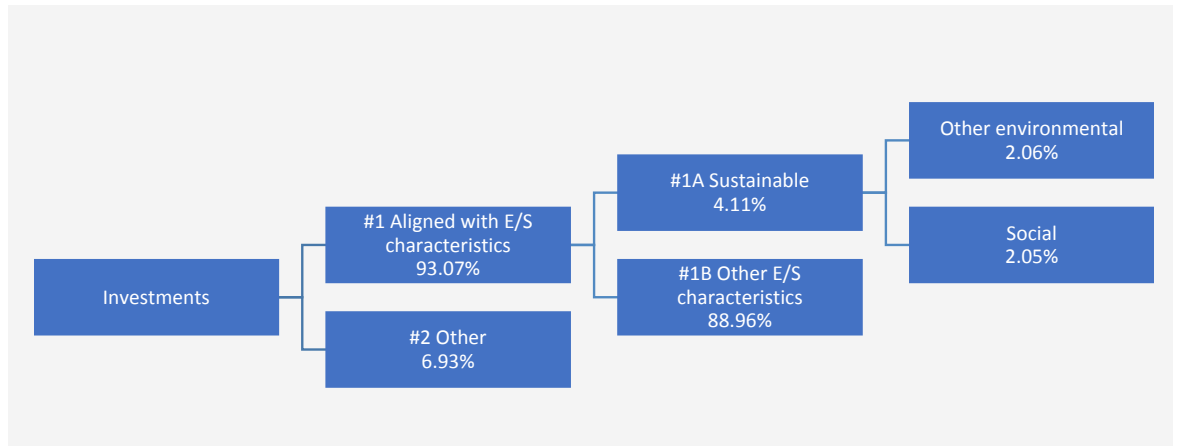 Investments
#1 Aligned with E/S
characteristics
93.07%
#2 Other
6.93%
#1A Sustainable
4.11%
#1B Other E/S
characteristics
88.96%
Other environmental
2.06%
Social
2.05%